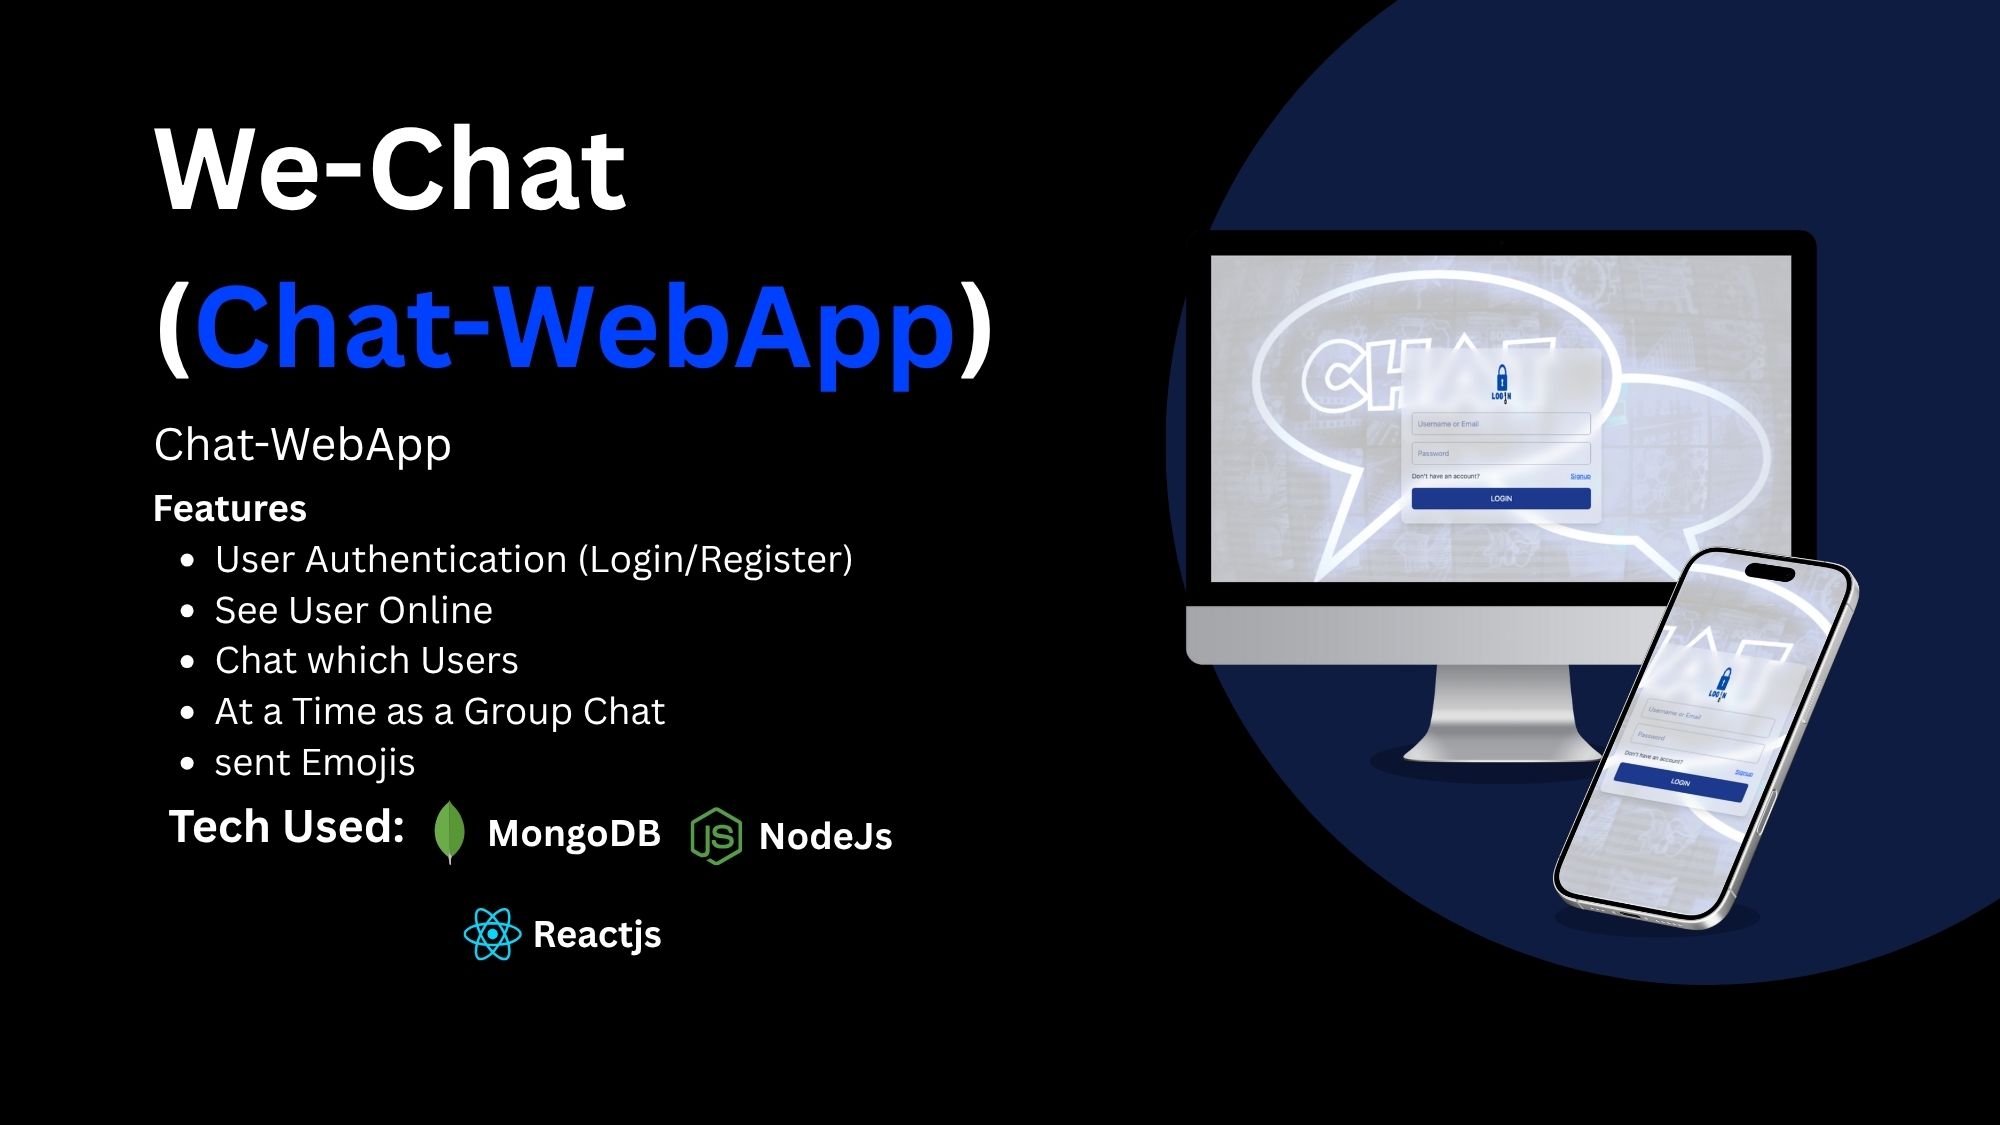 We-Chat
(Chat-WebApp)
Chat-WebApp
Features
• User Authentication (Login/Register)
• See User Online
• Chat which Users
• At a Time as a Group Chat
• sent Emojis
Tech Used: MongoDB JS NodeJs
Reactjs
CHAT
LOGIN
Username or Email
Password
Don't have an account? Signup
LOGIN
AT
LOGIN
Username or Email
Password
Don't have an account? Signup
LOGIN